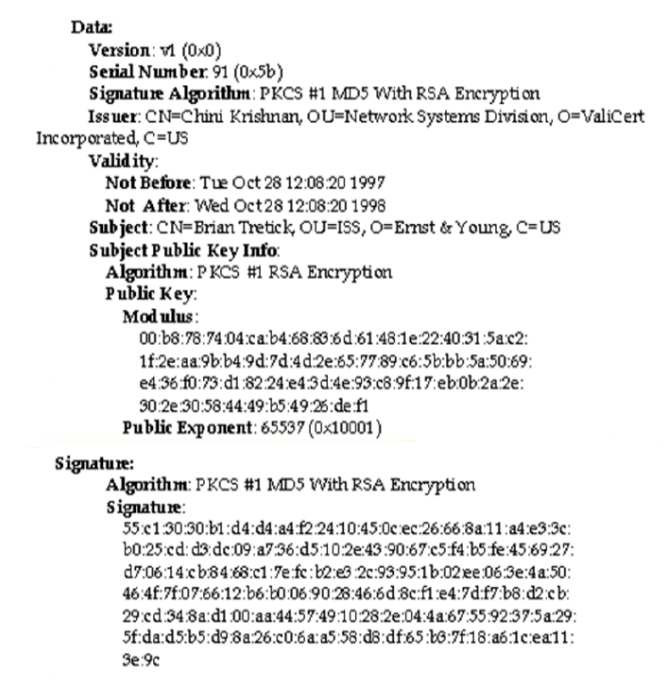 Data:
Version: v1 (0x0)
Serial Number: 91 (0x5b)
Signature Algorithm: PKCS #1 MD5 With RSA Encryption
Issuer: CN=Chini Krishnan, OU=Network Systems Division, O=ValiCert
Incorporated, C=US
Validity:
Not Before: Tue Oct 28 12:08:20 1997
Not After: Wed Oct 28 12:08:20 1998
Subject: CN=Brian Tretick, OU=ISS, O=Ernst & Young, C=US
Subject Public Key Info:
Algorithm: PKCS #1 RSA Encryption
Public Key:
Modulus:
00:b8:78:74:04:ca:b4:68:83:6d:61:48:1e:22:40:31:5a:c2:
1f:2e:aa:9b:b4:9d:7d:4d:2e:65:77:89:c6:5b:bb:5a:50:69:
e4:36:f0:73:d1:82:24:e4:3d:4e:93:c8:9f:17:eb:0b:2a:2e:
30:2e:30:58:44:49:b5:49:26:de:f1
Public Exponent: 65537 (0x10001)
Signature:
Algorithm: PKCS #1 MD5 With RSA Encryption
Signature:
55:c1:30:30:b1:d4:d4:a4:f2:24:10:45:0c:ec:26:66:8a:11:a4:e3:3c:
b0:25:cd:d3:dc:09:a7:36:d5:10:2e:43:90:67:c5:f4:b5:fe:45:69:27:
d7:06:14:cb:84:68:c1:7e:fc:b2:e3:2c:93:95:1b:02:ee:06:3e:4a:50:
46:4f:7f:07:66:12:b6:b0:06:90:28:46:6d:8c:f1:e4:7d:f7:b8:d2:cb:
29:cd:34:8a:d1:00:aa:44:57:49:10:28:2e:04:4a:67:55:92:37:5a:29:
5f:da:d5:b5:d9:8a:26:c0:6a:a5:58:d8:df:65:b3:7f:18:a6:1c:ea:11:
3e:9c